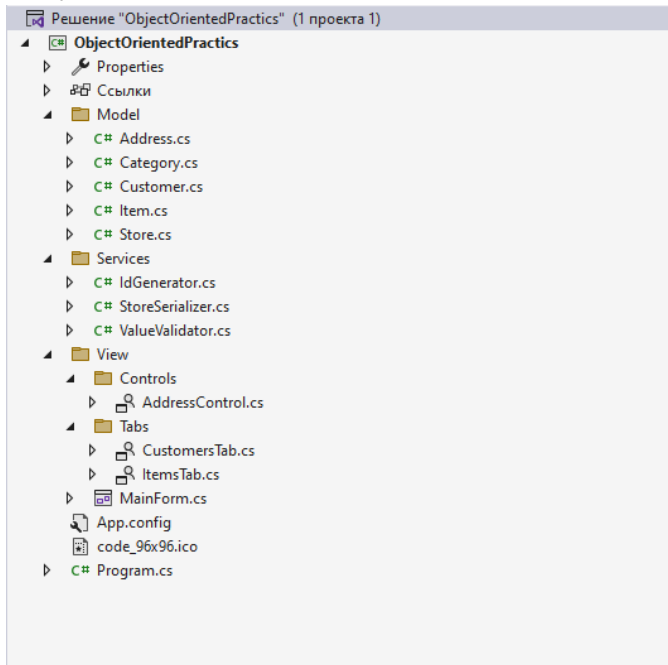 Решение "ObjectOrientedPractics" (1 проекта 1)
C# ObjectOrientedPractics
Properties
Ссылки
Model
C# Address.cs
C# Category.cs
C# Customer.cs
C# Item.cs
C# Store.cs
Services
C# IdGenerator.cs
C# StoreSerializer.cs
C# ValueValidator.cs
View
Controls
AddressControl.cs
Tabs
CustomersTab.cs
ItemsTab.cs
MainForm.cs
App.config
code_96x96.ico
C# Program.cs